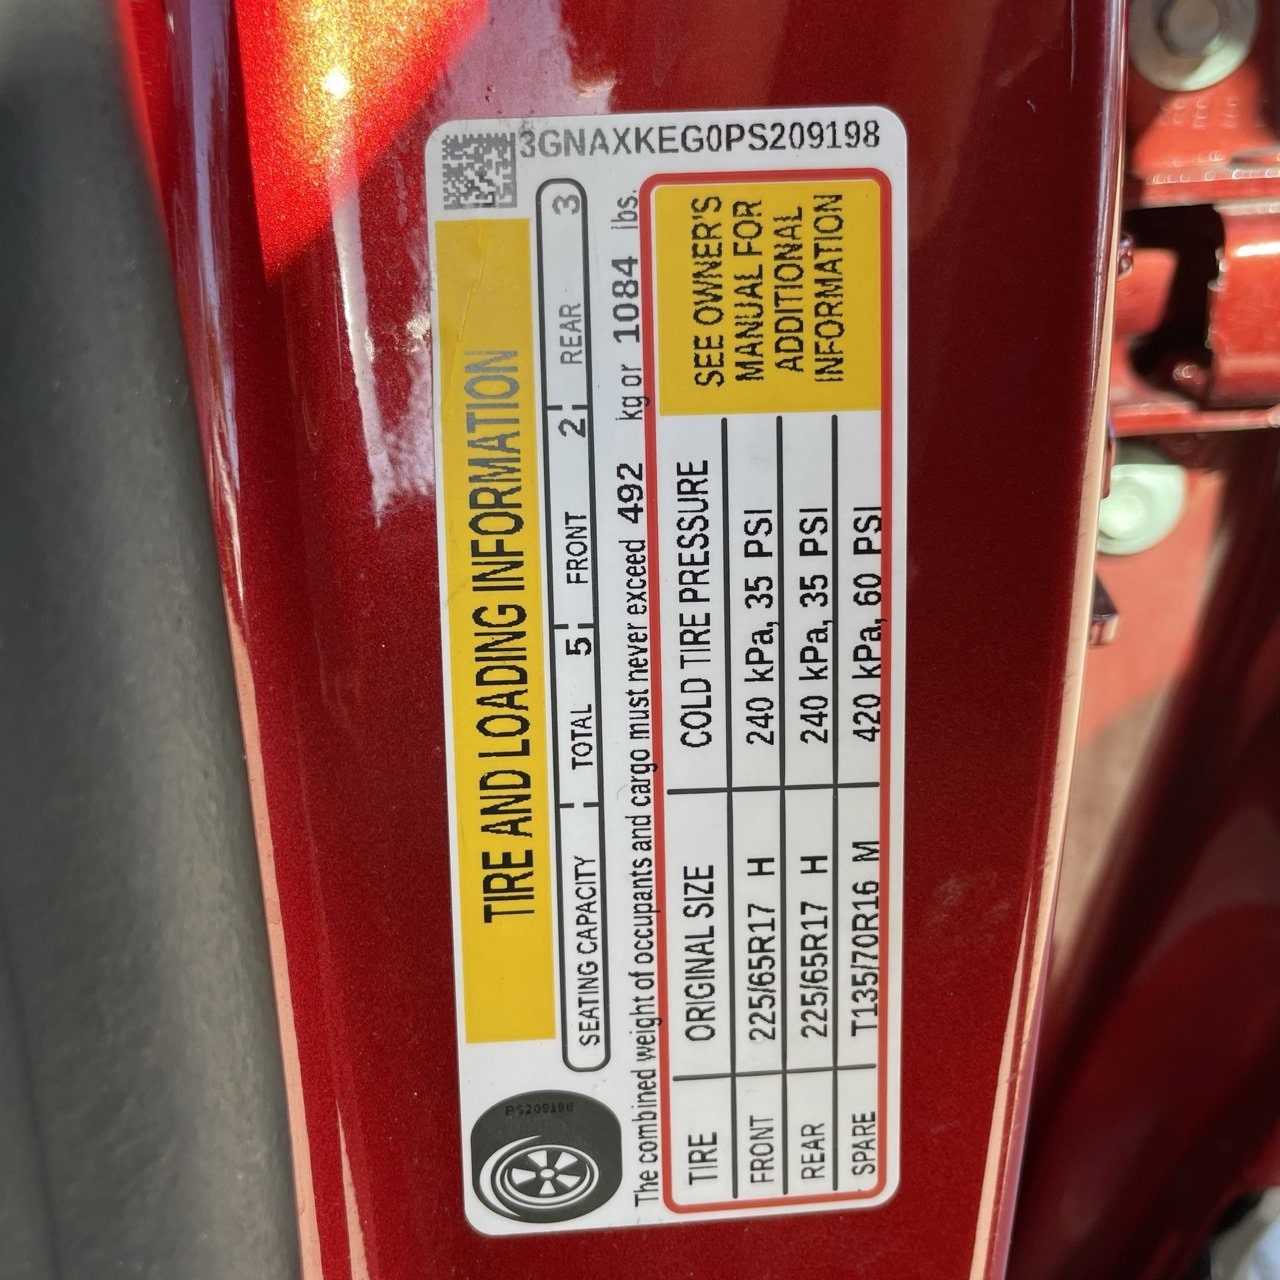 3GNAXKEG0PS209198
TIRE AND LOADING INFORMATION
SEATING CAPACITY TOTAL 5 FRONT 2 REAR 3
The combined weight of occupants and cargo must never exceed 492 kg or 1084 lbs.
TIRE ORIGINAL SIZE COLD TIRE PRESSURE
FRONT 225/65R17 H 240 kPa, 35 PSI
REAR 225/65R17 H 240 kPa, 35 PSI
SPARE T135/70R16 M 420 kPa, 60 PSI
SEE OWNER'S
MANUAL FOR
ADDITIONAL
INFORMATION
PS209198